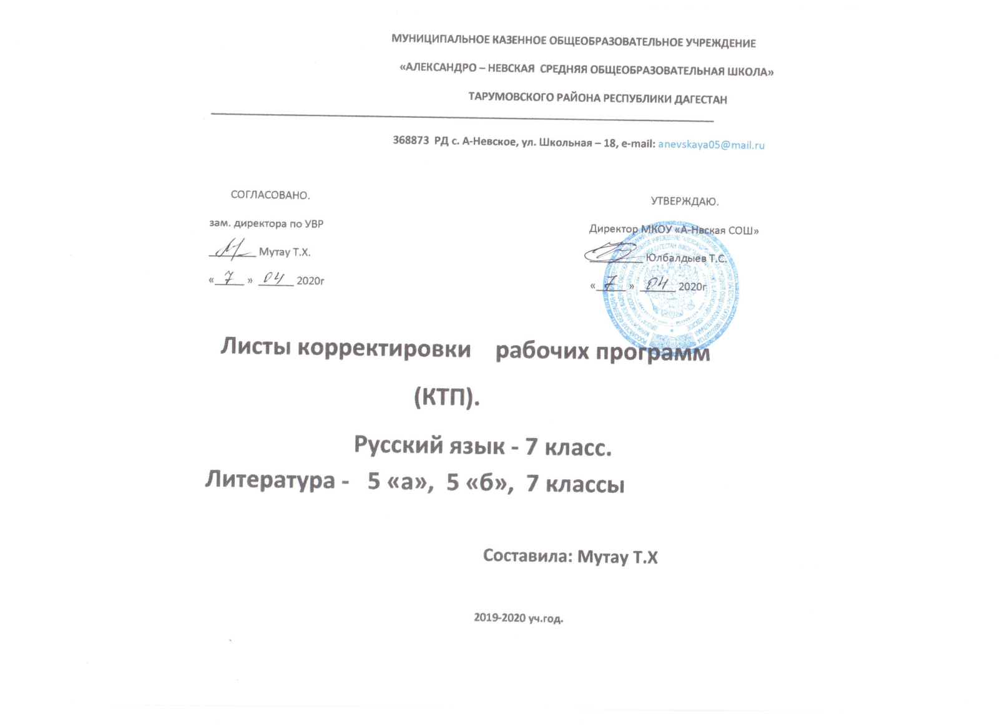 МУНИЦИПАЛЬНОЕ КАЗЕННОЕ ОБЩЕОБРАЗОВАТЕЛЬНОЕ УЧРЕЖДЕНИЕ
«АЛЕКСАНДРО – НЕВСКАЯ СРЕДНЯЯ ОБЩЕОБРАЗОВАТЕЛЬНАЯ ШКОЛА»
ТАРУМОВСКОГО РАЙОНА РЕСПУБЛИКИ ДАГЕСТАН
368873 РД с. А-Невское, ул. Школьная – 18, e-mail: anevskaya05@mail.ru
СОГЛАСОВАНО.
зам. директора по УВР
Мутау Т.Х.
« 7 » 04 2020г
УТВЕРЖДАЮ.
Директор МКОУ «А-Нвская СОШ»
Юлбалдыев Т.С.
« 7 » 04 2020г
Листы корректировки рабочих программ
(КТП).
Русский язык - 7 класс.
Литература - 5 «а», 5 «б», 7 классы
Составила: Мутау Т.Х
2019-2020 уч.год.